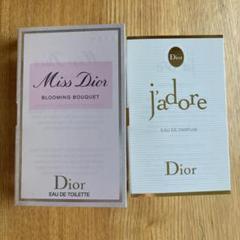 Miss Dior
BLOOMING BOUQUET
Dior
EAU DE TOILETTE
Dior
j'adore
EAU DE PARFUM
Dior